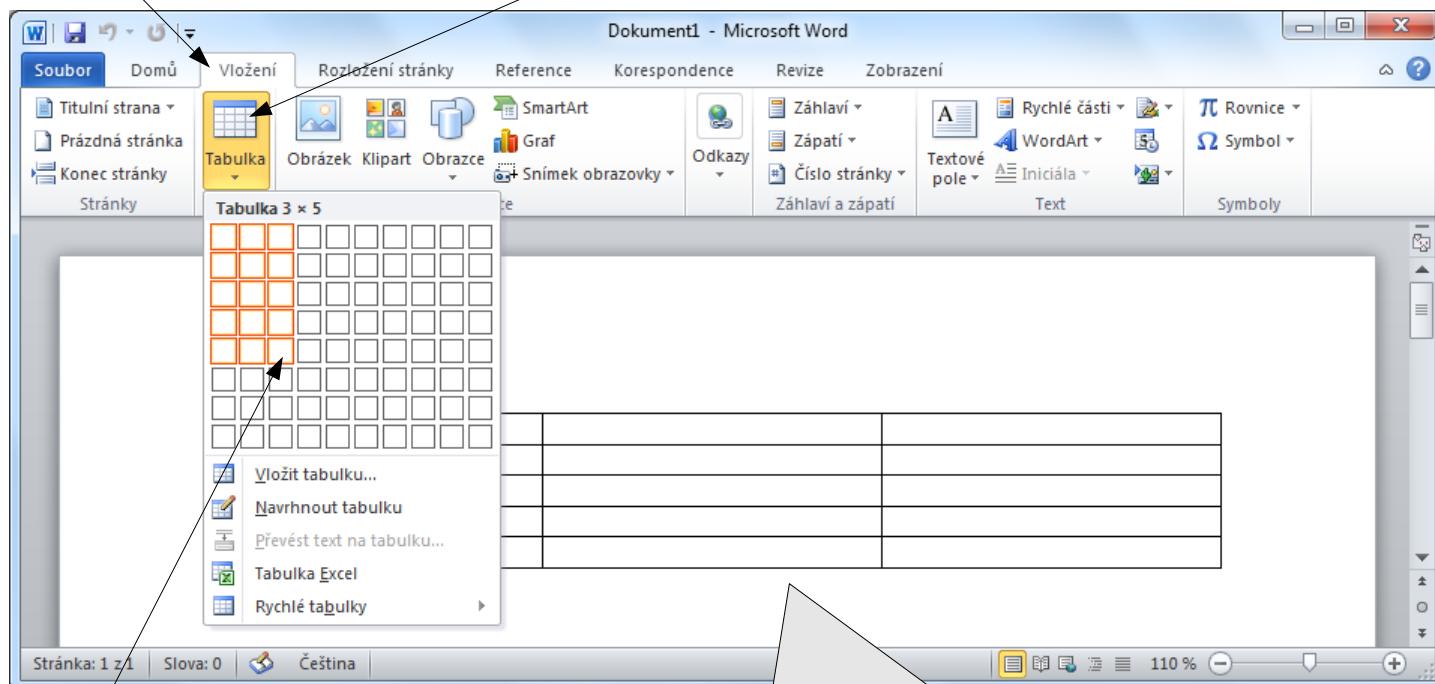 Dokument1 - Microsoft Word
Soubor Domů Vložení Rozložení stránky Reference Korespondence Revize Zobrazení
Titulní strana
Prázdná stránka
Konec stránky
Stránky
Tabulka
Obrázek Klipart Obrazce
SmartArt
Graf
Snímek obrazovky
Odkazy
Záhlaví
Zápatí
Číslo stránky
Záhlaví a zápatí
Textové
pole
Rychlé části
WordArt
Iniciála
Text
π Rovnice
Ω Symbol
Symboly
Tabulka 3 × 5
Vložit tabulku...
Navrhnout tabulku
Převést text na tabulku...
Tabulka Excel
Rychlé tabulky
Stránka: 1 z 1 Slova: 0 Čeština 110 %